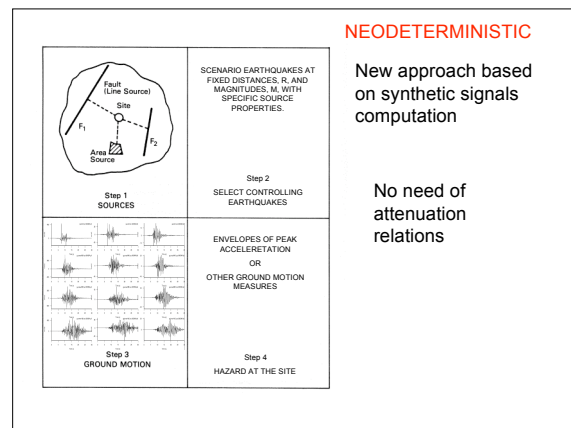 NEODETERMINISTIC
Fault
(Line Source)
Site
F1
F2
Area
Source
Step 1
SOURCES
SCENARIO EARTHQUAKES AT
FIXED DISTANCES, R, AND
MAGNITUDES, M, WITH
SPECIFIC SOURCE
PROPERTIES.
Step 2
SELECT CONTROLLING
EARTHQUAKES
New approach based
on synthetic signals
computation
No need of
attenuation
relations
Step 3
GROUND MOTION
ENVELOPES OF PEAK
ACCELERETATION
OR
OTHER GROUND MOTION
MEASURES
Step 4
HAZARD AT THE SITE